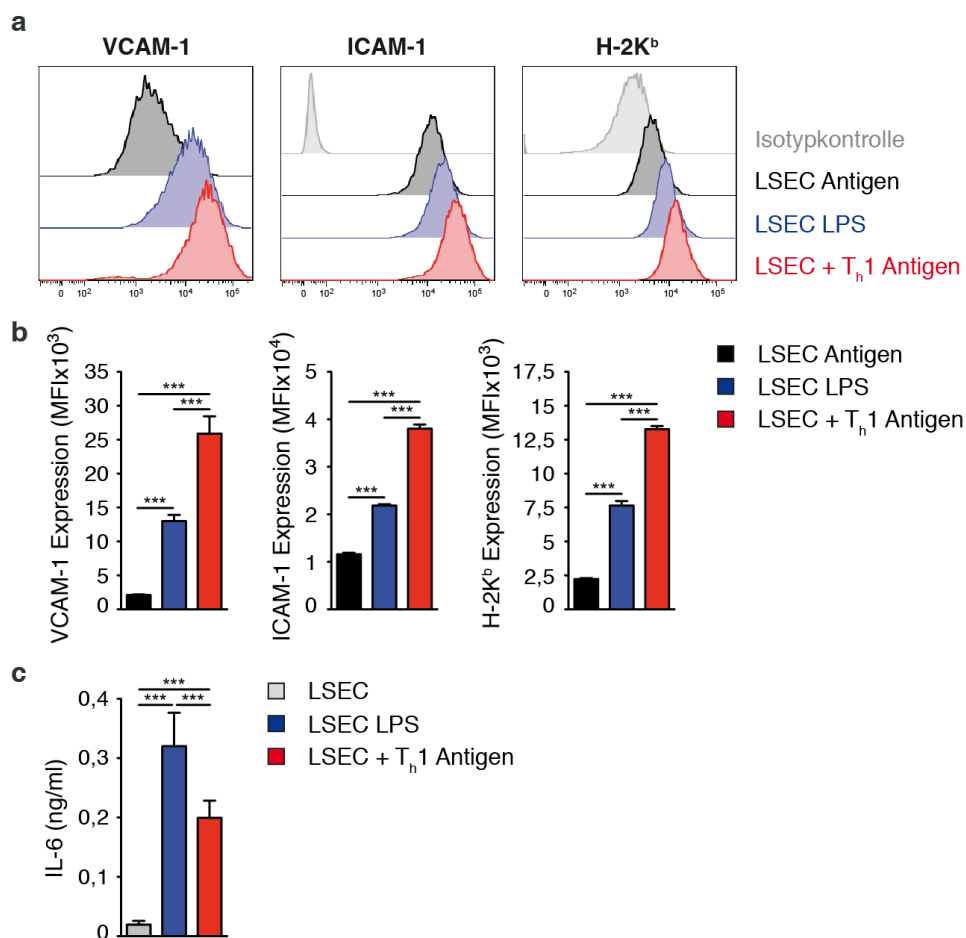 a
VCAM-1 ICAM-1 H-2Kᵇ
Isotypkontrolle
LSEC Antigen
LSEC LPS
LSEC + Tₕ1 Antigen
0 10² 10³ 10⁴ 10⁵
0 10² 10³ 10⁴ 10⁵
0 10² 10³ 10⁴ 10⁵
b
VCAM-1 Expression (MFIx10³)
35
30
25
20
15
10
5
0
***
***
***
ICAM-1 Expression (MFIx10⁴)
5
4
3
2
1
0
***
***
***
H-2Kᵇ Expression (MFIx10³)
17,5
15
12,5
10
7,5
5
2,5
0
***
***
***
LSEC Antigen
LSEC LPS
LSEC + Tₕ1 Antigen
c
IL-6 (ng/ml)
0,4
0,3
0,2
0,1
0
***
*** ***
LSEC
LSEC LPS
LSEC + Tₕ1 Antigen